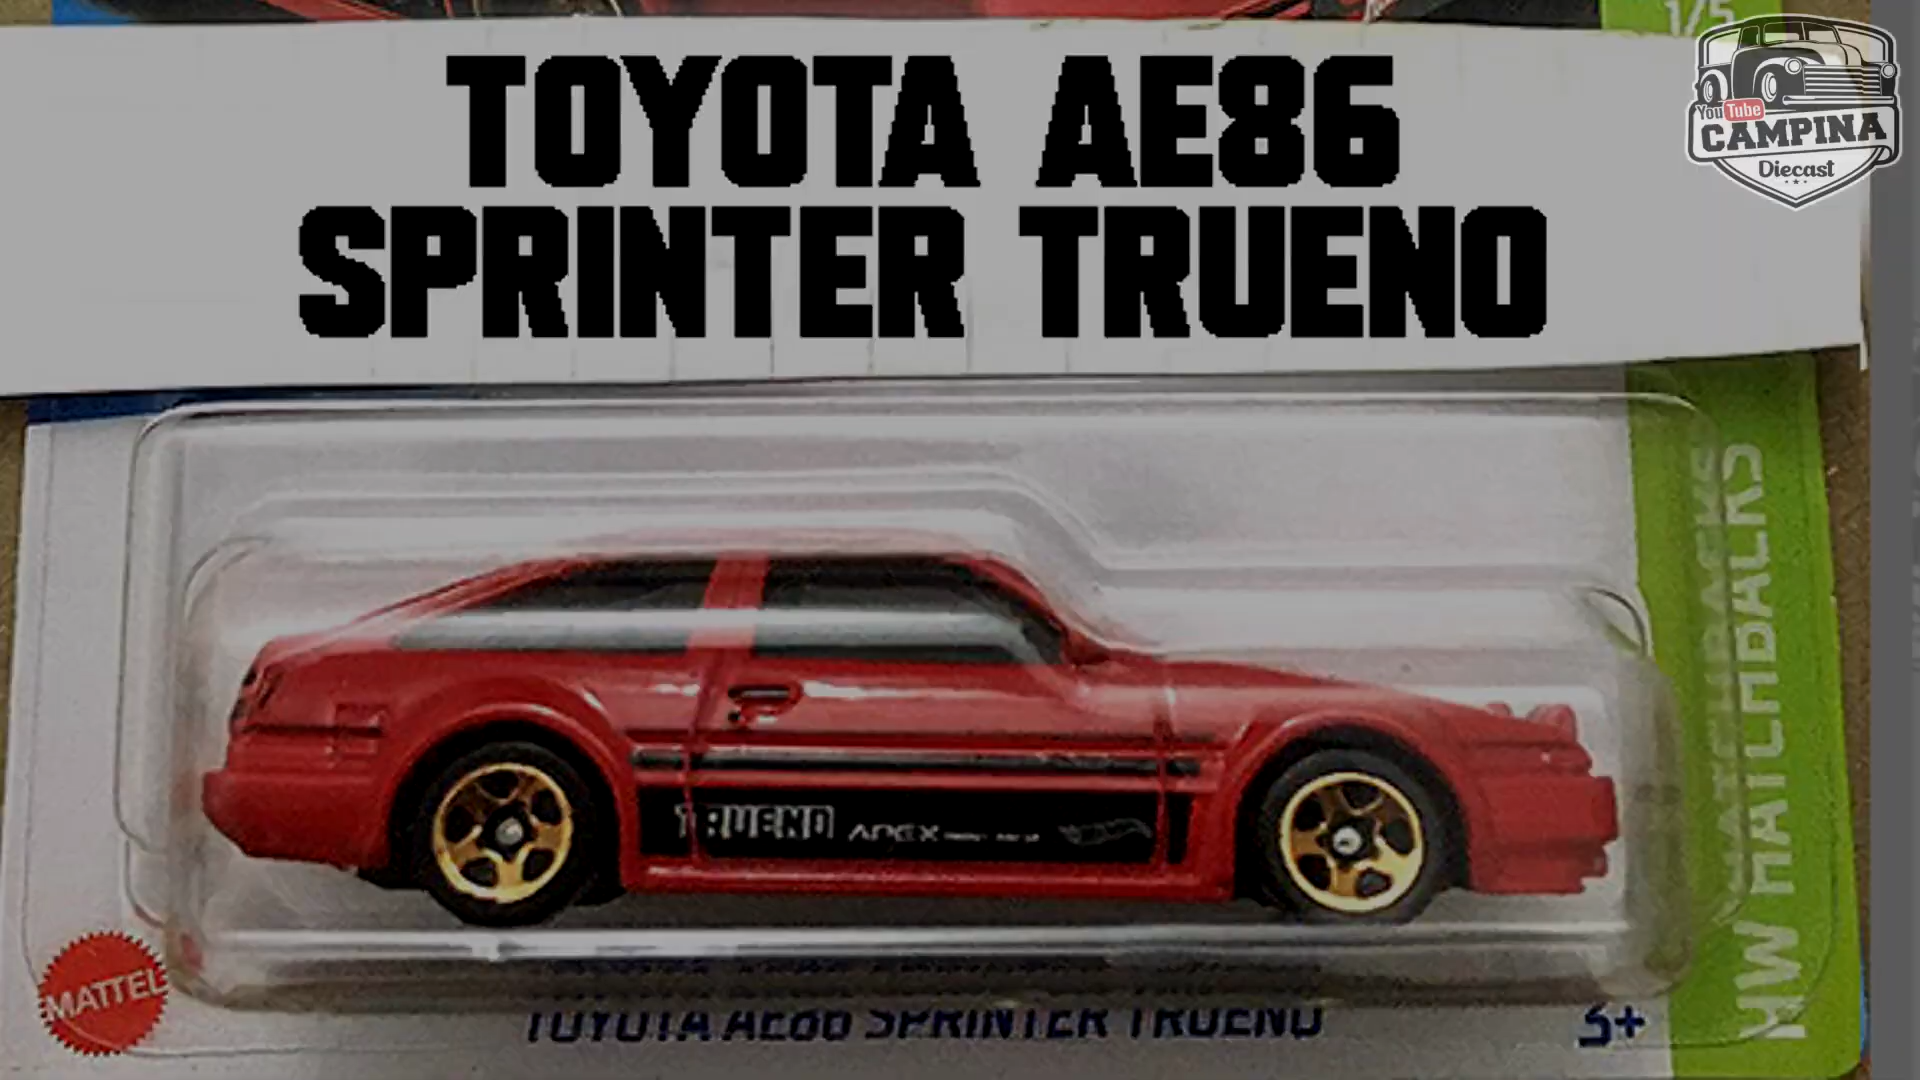 1/5
TOYOTA AE86
SPRINTER TRUENO
YouTube
CAMPINA
Diecast
HW HATCHBACKS
TRUENO APEX
MATTEL
TOYOTA AE86 SPRINTER TRUENO
5+